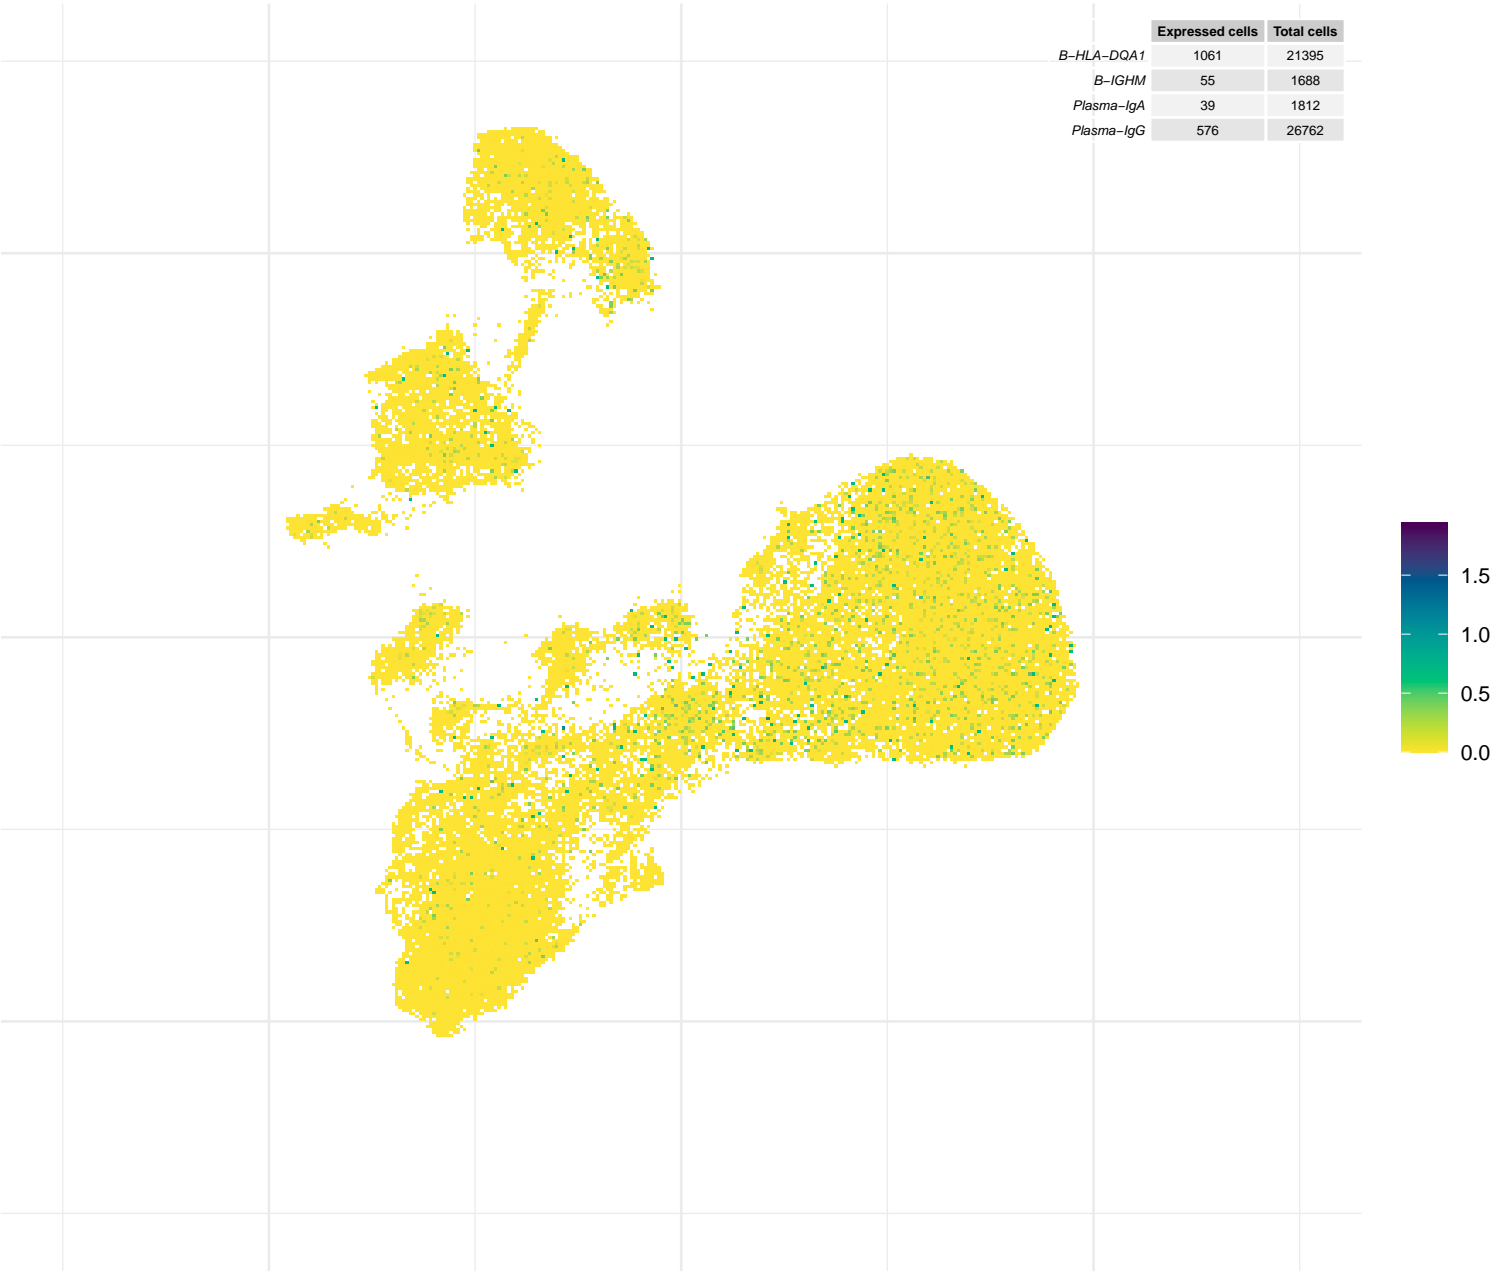 Expressed cells Total cells
B−HLA−DQA1 1061 21395
B−IGHM 55 1688
Plasma−IgA 39 1812
Plasma−IgG 576 26762
1.5
1.0
0.5
0.0